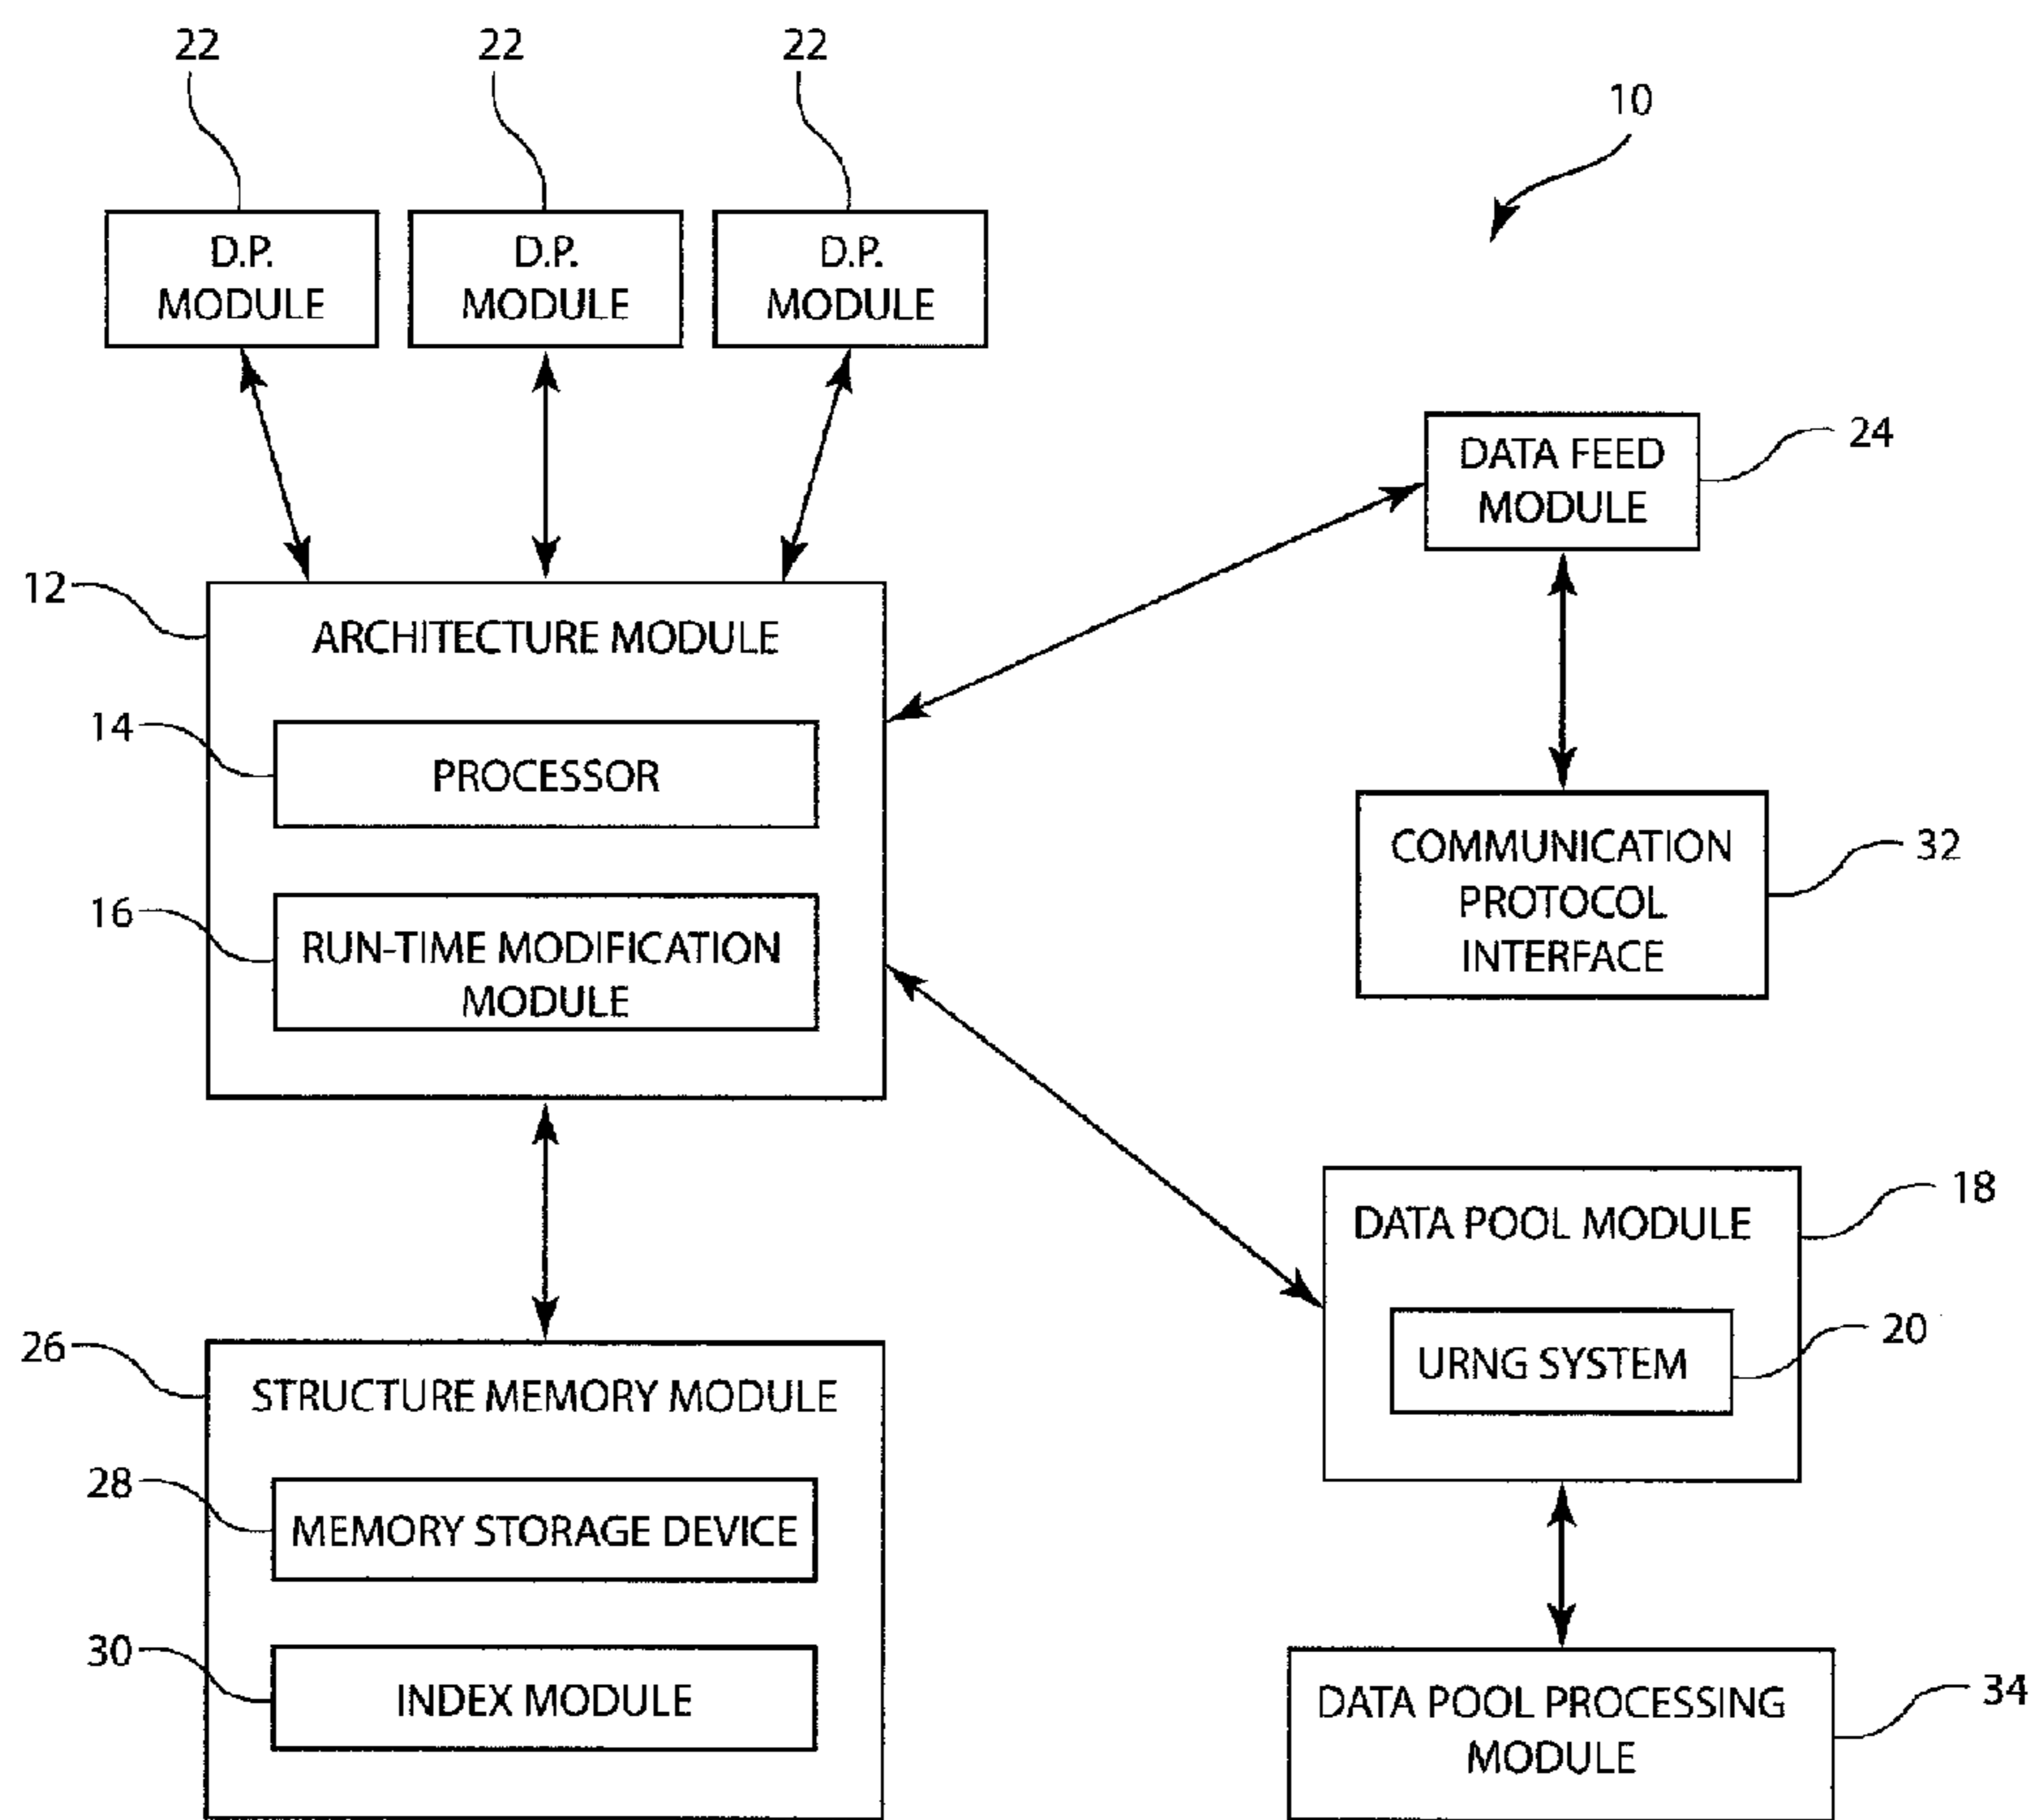 22
22
22
10
D.P.
MODULE
D.P.
MODULE
D.P.
MODULE
DATA FEED
MODULE
24
12
ARCHITECTURE MODULE
14
PROCESSOR
COMMUNICATION
PROTOCOL
INTERFACE
32
16
RUN-TIME MODIFICATION
MODULE
18
DATA POOL MODULE
20
URNG SYSTEM
26
STRUCTURE MEMORY MODULE
28
MEMORY STORAGE DEVICE
30
INDEX MODULE
34
DATA POOL PROCESSING
MODULE